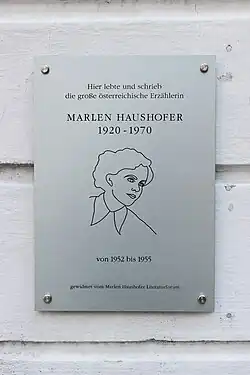 Hier lebte und schrieb
die große österreichische Erzählerin
MARLEN HAUSHOFER
1920 - 1970
von 1952 bis 1955
gewidmet vom Marlen Haushofer Literaturforum